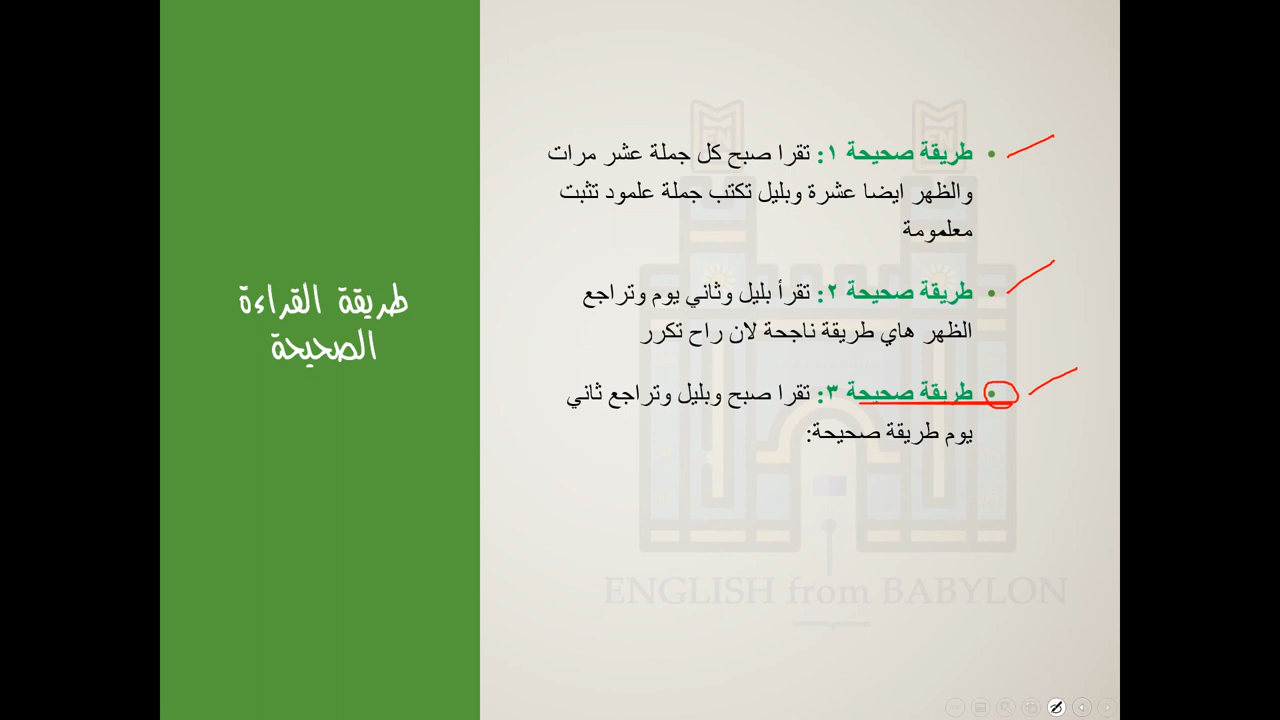 طريقة القراءة
الصحيحة
طريقة صحيحة ١: تقرا صبح كل جملة عشر مرات
والظهر ايضا عشرة وبليل تكتب جملة علمود تثبت
معلمومة
طريقة صحيحة ٢: تقرأ بليل وثاني يوم وتراجع
الظهر هاي طريقة ناجحة لان راح تكرر
طريقة صحيحة ٣: تقرا صبح وبليل وتراجع ثاني
يوم طريقة صحيحة:
ENGLISH from BABYLON